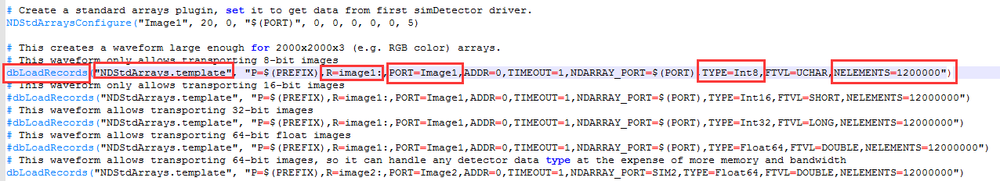 # Create a standard arrays plugin, set it to get data from first simDetector driver.
NDStdArraysConfigure("Image1", 20, 0, "$(PORT)", 0, 0, 0, 0, 0, 5)
# This creates a waveform large enough for 2000x2000x3 (e.g. RGB color) arrays.
# This waveform only allows transporting 8-bit images
dbLoadRecords("NDStdArrays.template", "P=$(PREFIX),R=image1:,PORT=Image1,ADDR=0,TIMEOUT=1,NDARRAY_PORT=$(PORT),TYPE=Int8,FTVL=UCHAR,NELEMENTS=1200000")
# This waveform only allows transporting 16-bit images
#dbLoadRecords("NDStdArrays.template", "P=$(PREFIX),R=image1:,PORT=Image1,ADDR=0,TIMEOUT=1,NDARRAY_PORT=$(PORT),TYPE=Int16,FTVL=SHORT,NELEMENTS=12000000")
# This waveform allows transporting 32-bit images
#dbLoadRecords("NDStdArrays.template", "P=$(PREFIX),R=image1:,PORT=Image1,ADDR=0,TIMEOUT=1,NDARRAY_PORT=$(PORT),TYPE=Int32,FTVL=LONG,NELEMENTS=12000000")
# This waveform allows transporting 64-bit float images
#dbLoadRecords("NDStdArrays.template", "P=$(PREFIX),R=image1:,PORT=Image1,ADDR=0,TIMEOUT=1,NDARRAY_PORT=$(PORT),TYPE=Float64,FTVL=DOUBLE,NELEMENTS=12000000")
# This waveform allows transporting 64-bit images, so it can handle any detector data type at the expense of more memory and bandwidth
dbLoadRecords("NDStdArrays.template", "P=$(PREFIX),R=image2:,PORT=Image2,ADDR=0,TIMEOUT=1,NDARRAY_PORT=SIM2,TYPE=Float64,FTVL=DOUBLE,NELEMENTS=12000000")